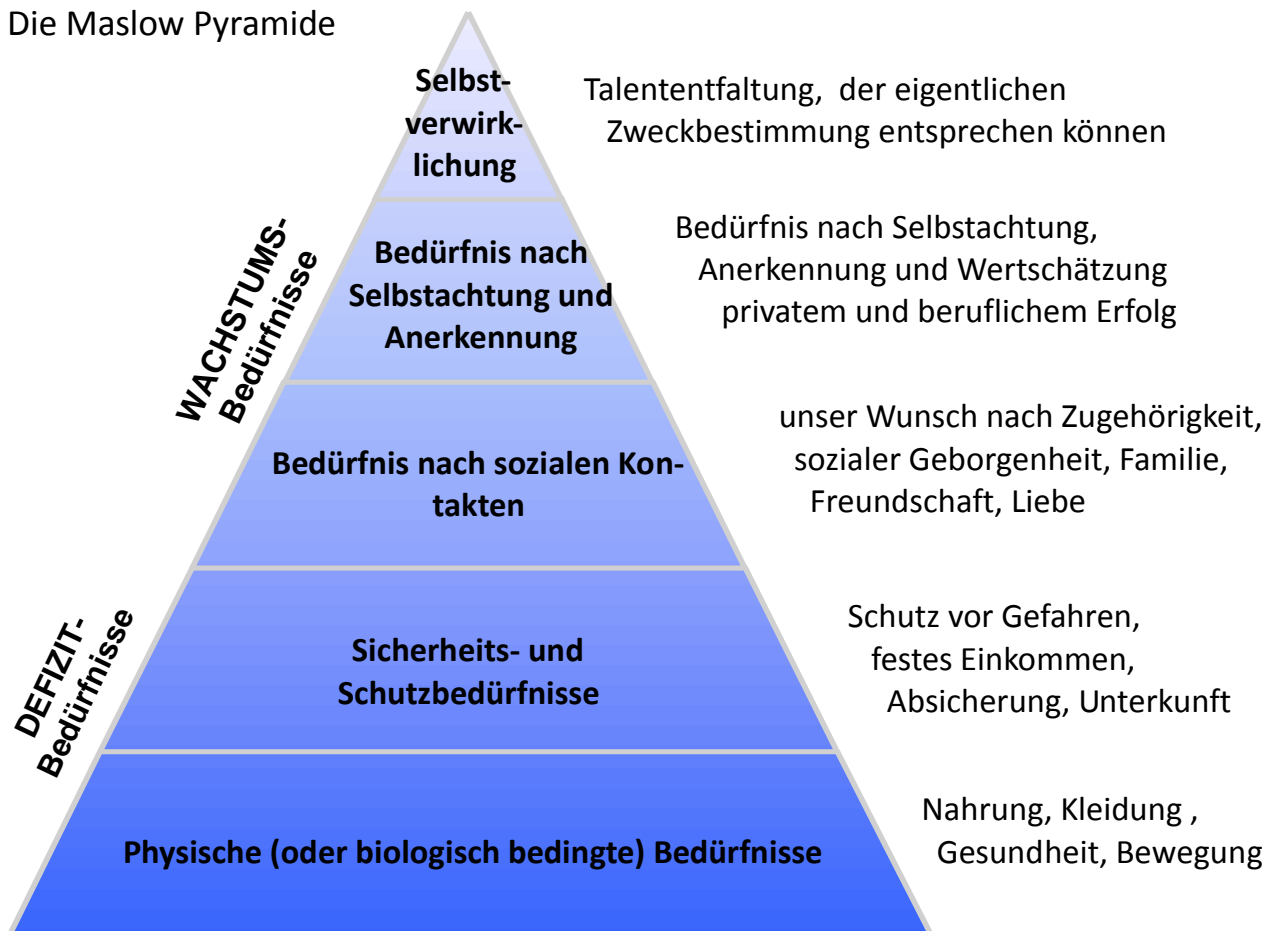 Die Maslow Pyramide
Selbst-
verwirk-
lichung
Talententfaltung, der eigentlichen
Zweckbestimmung entsprechen können
WACHSTUMS-
Bedürfnisse
Bedürfnis nach
Selbstachtung und
Anerkennung
Bedürfnis nach Selbstachtung,
Anerkennung und Wertschätzung
privatem und beruflichem Erfolg
Bedürfnis nach sozialen Kon-
takten
unser Wunsch nach Zugehörigkeit,
sozialer Geborgenheit, Familie,
Freundschaft, Liebe
DEFIZIT-
Bedürfnisse
Sicherheits- und
Schutzbedürfnisse
Schutz vor Gefahren,
festes Einkommen,
Absicherung, Unterkunft
Physische (oder biologisch bedingte) Bedürfnisse
Nahrung, Kleidung ,
Gesundheit, Bewegung